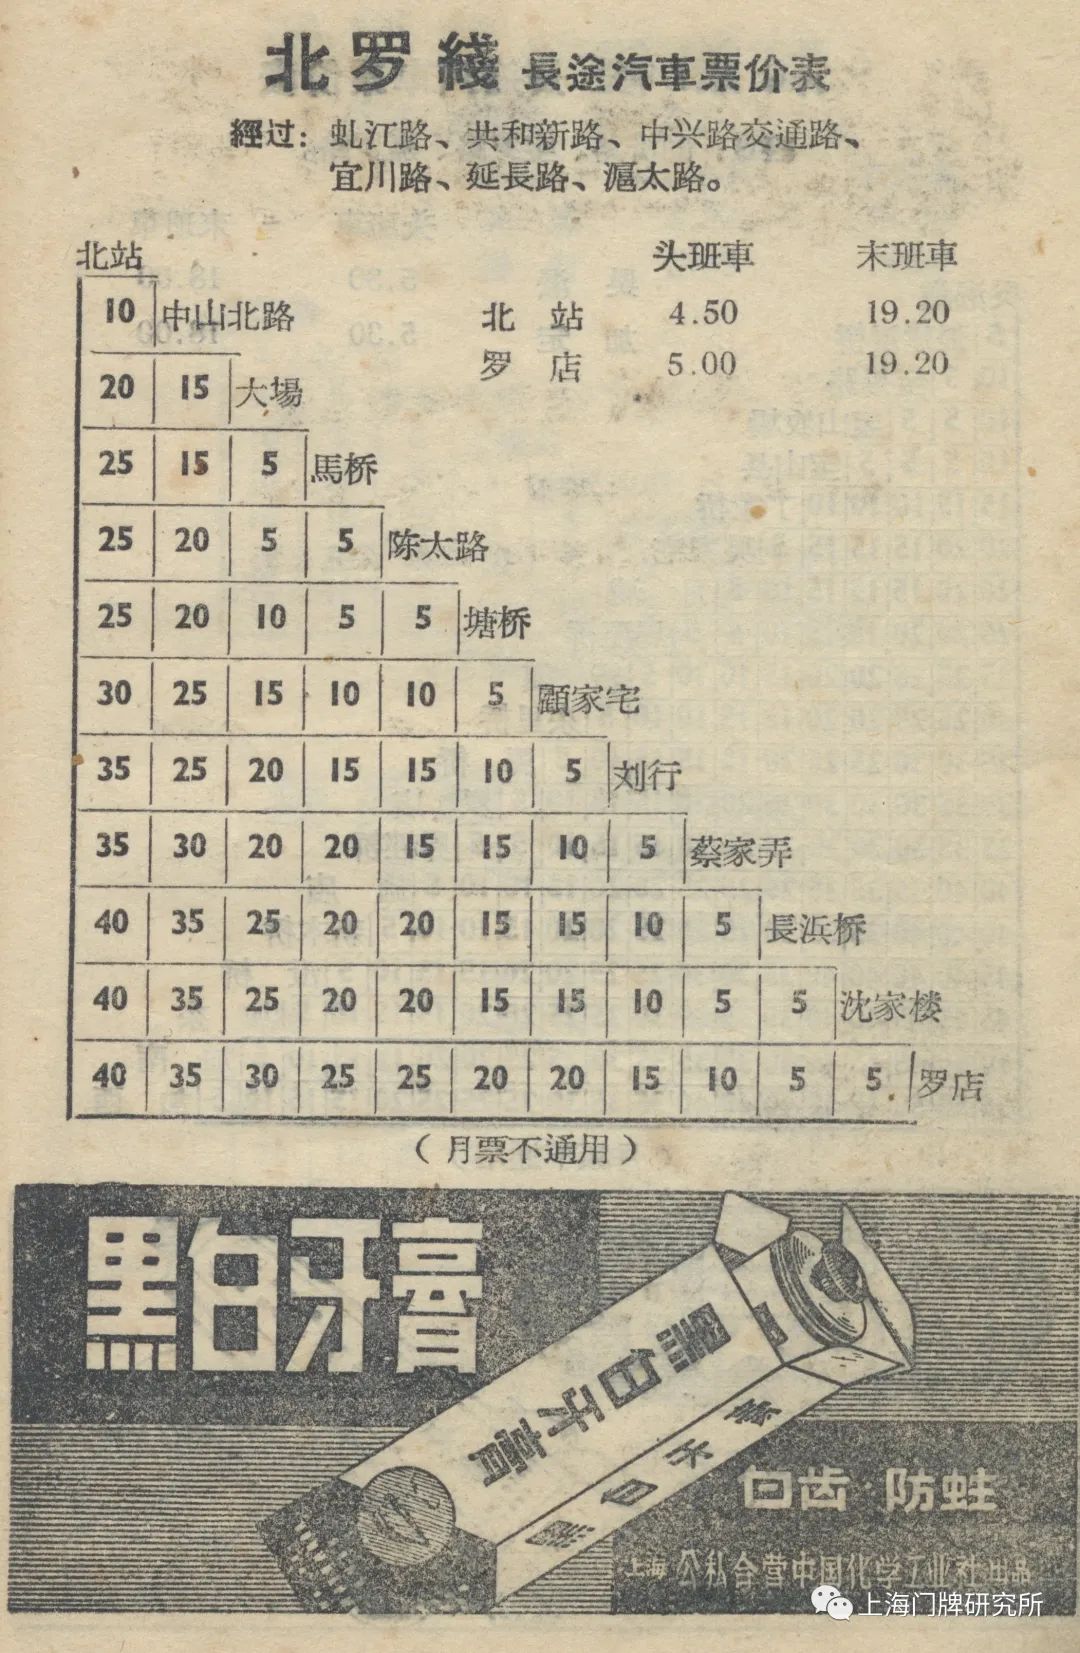 北罗綫 長途汽車票价表
經过：虬江路、共和新路、中兴路交通路、
宜川路、延長路、滬太路。
北站 头班車 末班車
10 中山北路 北站 4.50 19.20
罗店 5.00 19.20
20 15 大場
25 15 5 馬桥
25 20 5 5 陈太路
25 20 10 5 5 塘桥
30 25 15 10 10 5 顧家宅
35 25 20 15 15 10 5 刘行
35 30 20 20 15 15 10 5 蔡家弄
40 35 25 20 20 15 15 10 5 長浜桥
40 35 25 20 20 15 15 10 5 5 沈家楼
40 35 30 25 25 20 20 15 10 5 5 罗店
（月票不通用）
黑白牙膏
黑白牙膏
黑白牙膏
白齿·防蛀
上海 公私合营中国化学工业社出品
上海门牌研究所